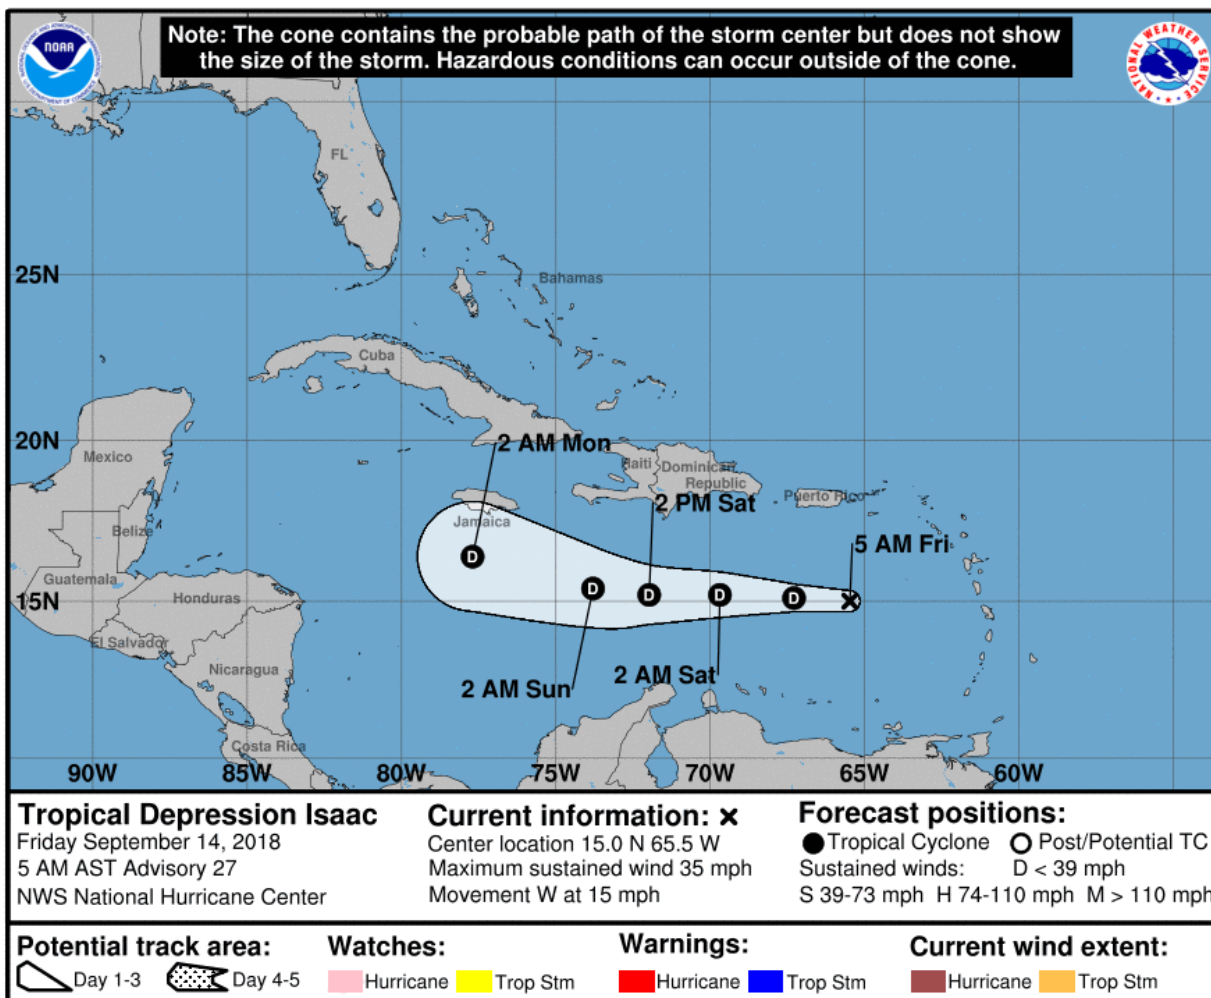 Note: The cone contains the probable path of the storm center but does not show
the size of the storm. Hazardous conditions can occur outside of the cone.
NOAA
NATIONAL WEATHER SERVICE
FL
25N
Bahamas
Cuba
20N
2 AM Mon
Mexico
Haiti
Dominican
Republic
2 PM Sat
Puerto Rico
Jamaica
Belize
5 AM Fri
Guatemala
Honduras
15N
D
D
D
D
D
El Salvador
Nicaragua
2 AM Sun
2 AM Sat
Costa Rica
90W 85W 80W 75W 70W 65W 60W
Tropical Depression Isaac
Friday September 14, 2018
5 AM AST Advisory 27
NWS National Hurricane Center
Current information: x
Center location 15.0 N 65.5 W
Maximum sustained wind 35 mph
Movement W at 15 mph
Forecast positions:
Tropical Cyclone Post/Potential TC
Sustained winds: D < 39 mph
S 39-73 mph H 74-110 mph M > 110 mph
Potential track area:
Day 1-3 Day 4-5
Watches:
Hurricane Trop Stm
Warnings:
Hurricane Trop Stm
Current wind extent:
Hurricane Trop Stm